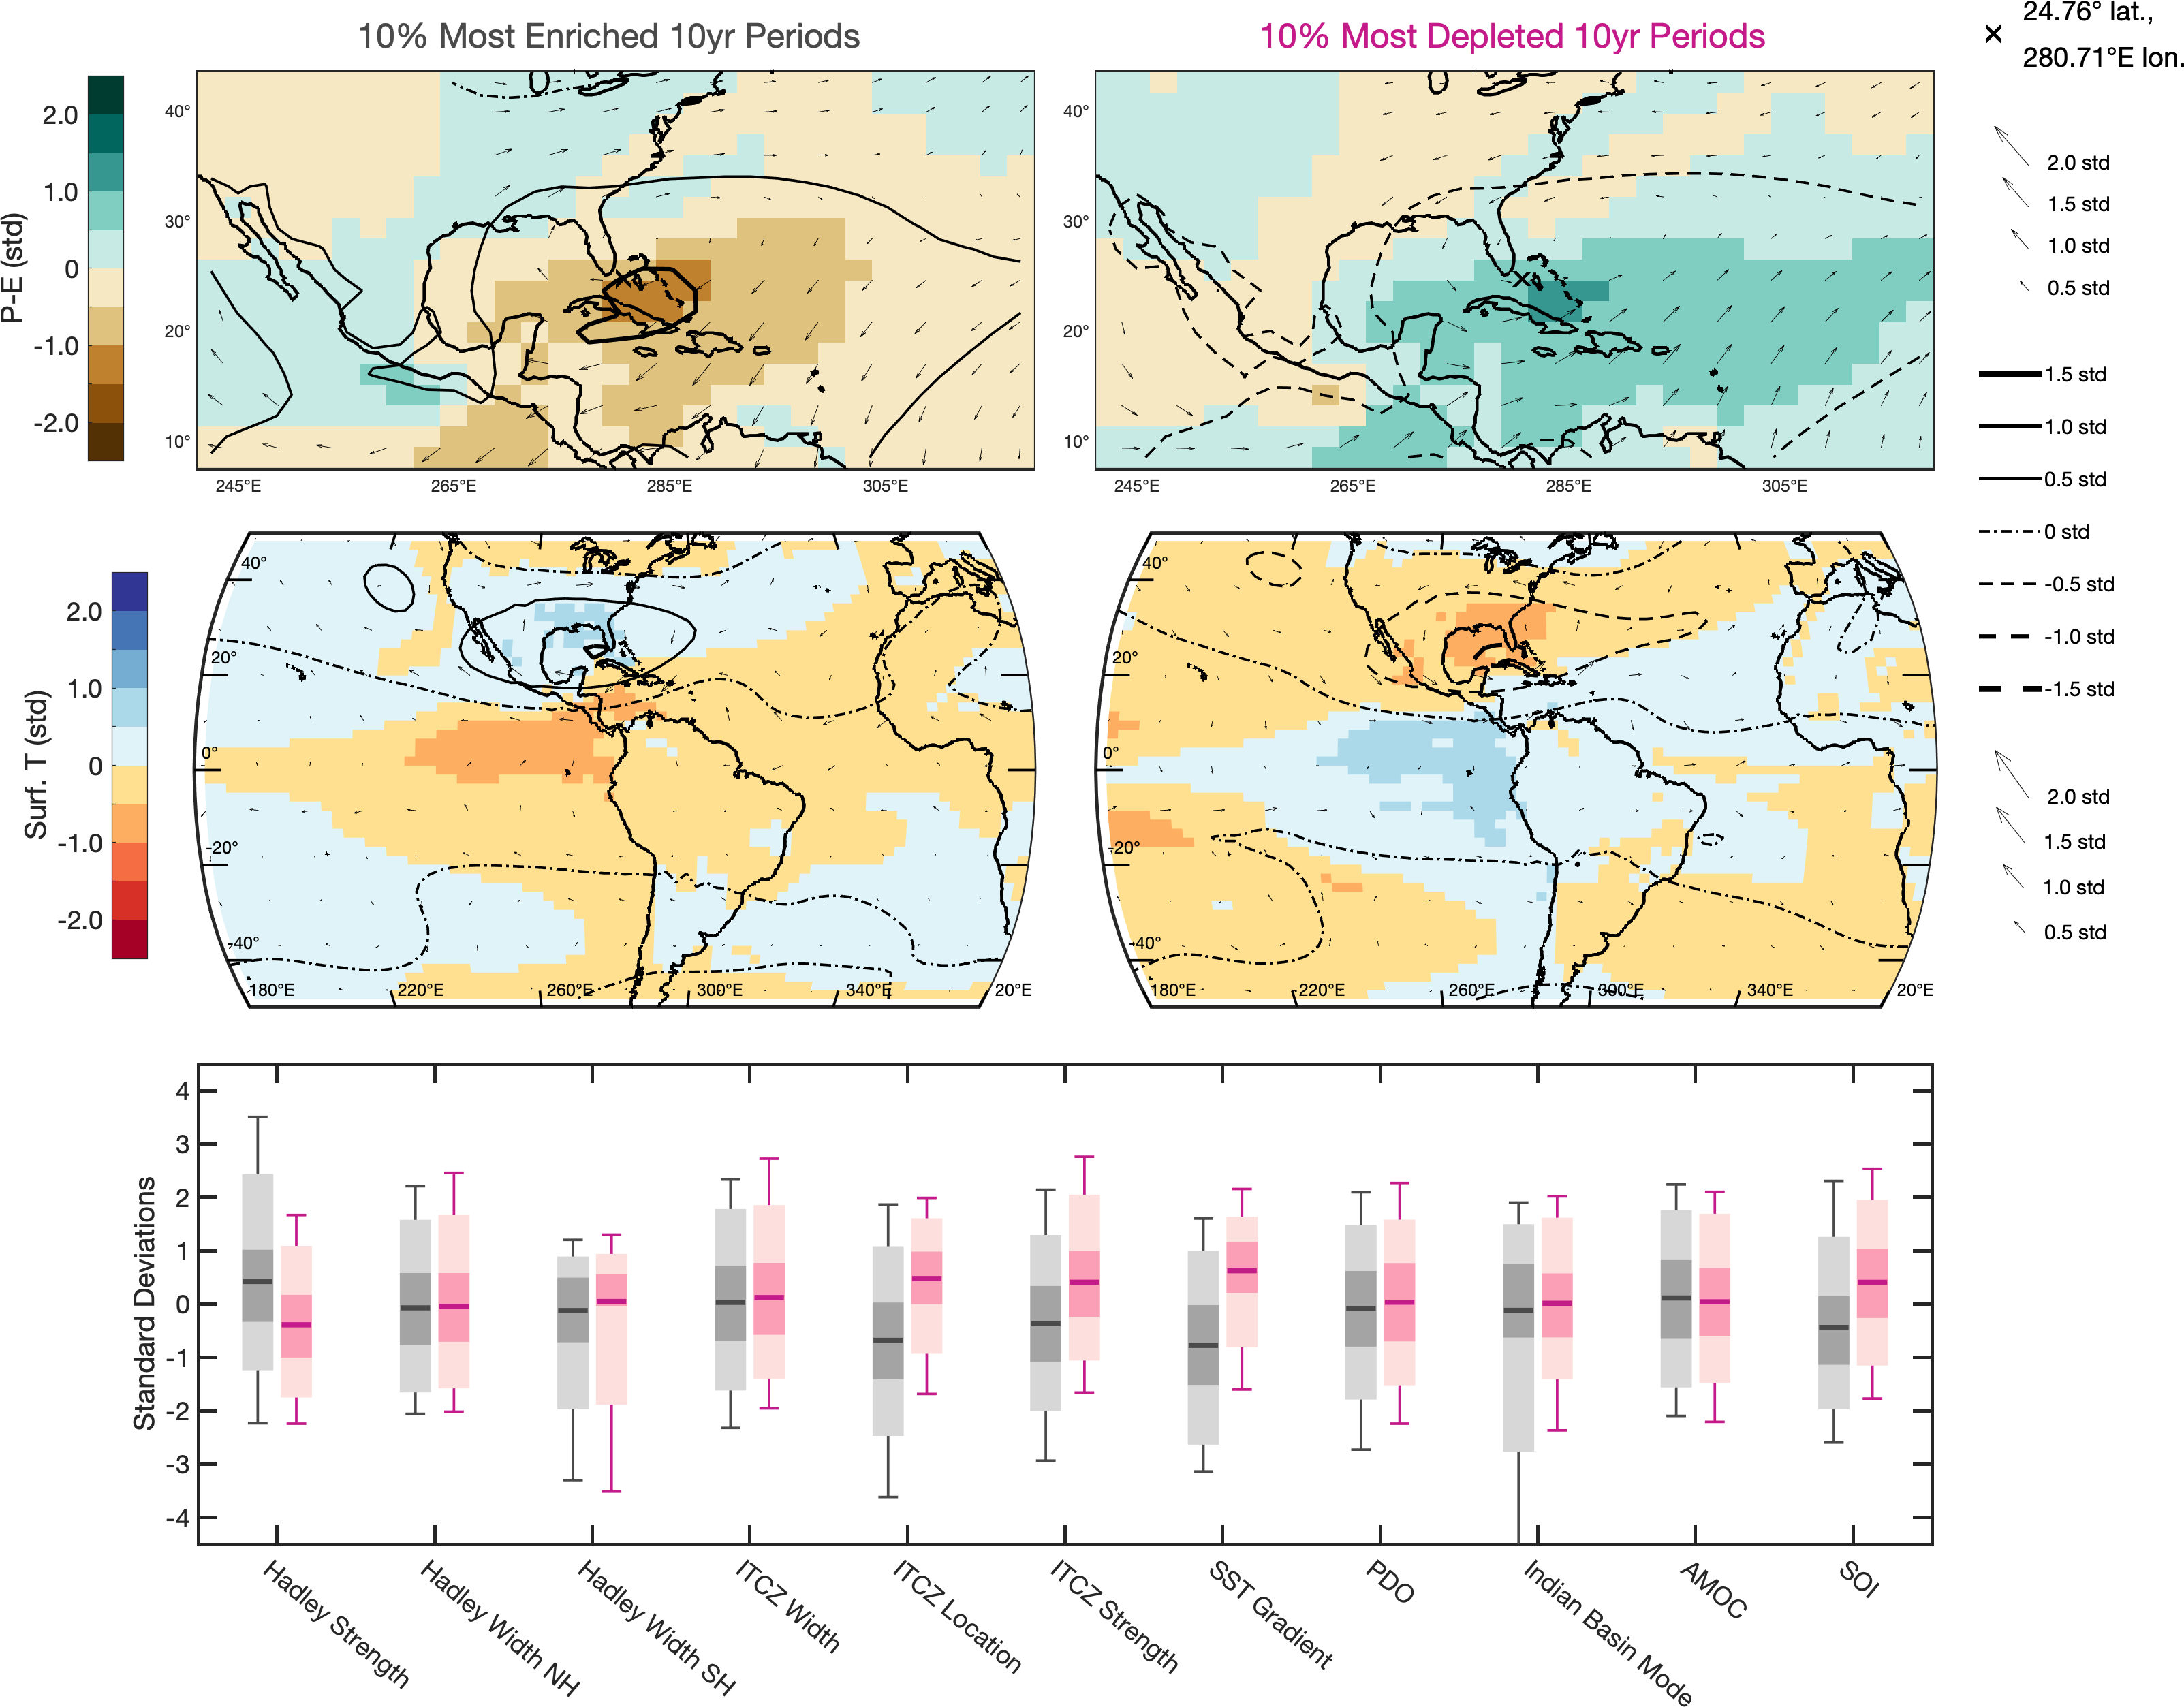 10% Most Enriched 10yr Periods
10% Most Depleted 10yr Periods
24.76° lat.,
280.71°E lon.
P-E (std)
2.0
1.0
0
-1.0
-2.0
40°
30°
20°
10°
245°E 265°E 285°E 305°E
40°
30°
20°
10°
245°E 265°E 285°E 305°E
2.0 std
1.5 std
1.0 std
0.5 std
1.5 std
1.0 std
0.5 std
0 std
-0.5 std
-1.0 std
-1.5 std
Surf. T (std)
2.0
1.0
0
-1.0
-2.0
40°
20°
0°
-20°
-40°
180°E 220°E 260°E 300°E 340°E 20°E
40°
20°
0°
-20°
-40°
180°E 220°E 260°E 300°E 340°E 20°E
2.0 std
1.5 std
1.0 std
0.5 std
Standard Deviations
4
3
2
1
0
-1
-2
-3
-4
Hadley Strength
Hadley Width NH
Hadley Width SH
ITCZ Width
ITCZ Location
ITCZ Strength
SST Gradient
PDO
Indian Basin Mode
AMOC
SOI